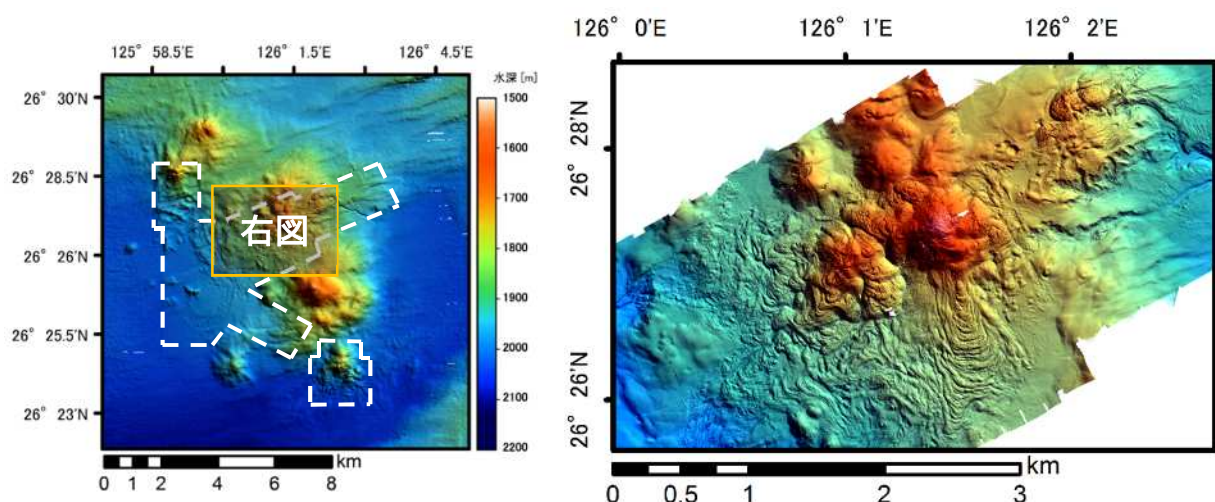 125° 58.5'E 126° 1.5'E 126° 4.5'E
水深 [m]
26° 30'N
26° 28.5'N
26° 26'N
26° 25.5'N
26° 23'N
1500
1600
1700
1800
1900
2000
2100
2200
右図
0 1 2 4 6 8
km
126° 0'E 126° 1'E 126° 2'E
26° 28'N
26° 26'N
0 0.5 1 2 3
km